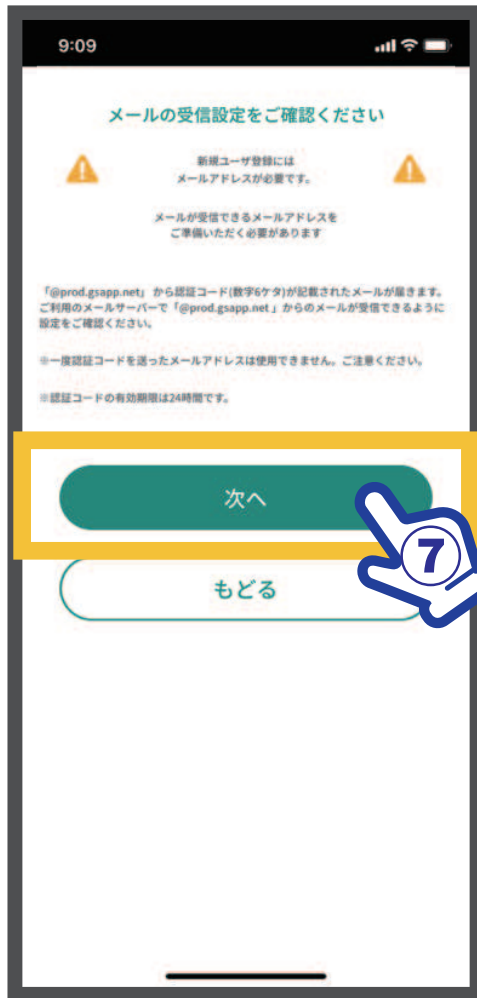 9:09
メールの受信設定をご確認ください
新規ユーザ登録には
メールアドレスが必要です。
メールが受信できるメールアドレスを
ご準備いただく必要があります
「@prod.gsapp.net」 から認証コード(数字6ケタ)が記載されたメールが届きます。
ご利用のメールサーバーで「@prod.gsapp.net 」からのメールが受信できるように
設定をご確認ください。
※一度認証コードを送ったメールアドレスは使用できません。ご注意ください。
※認証コードの有効期限は24時間です。
次へ
7
もどる